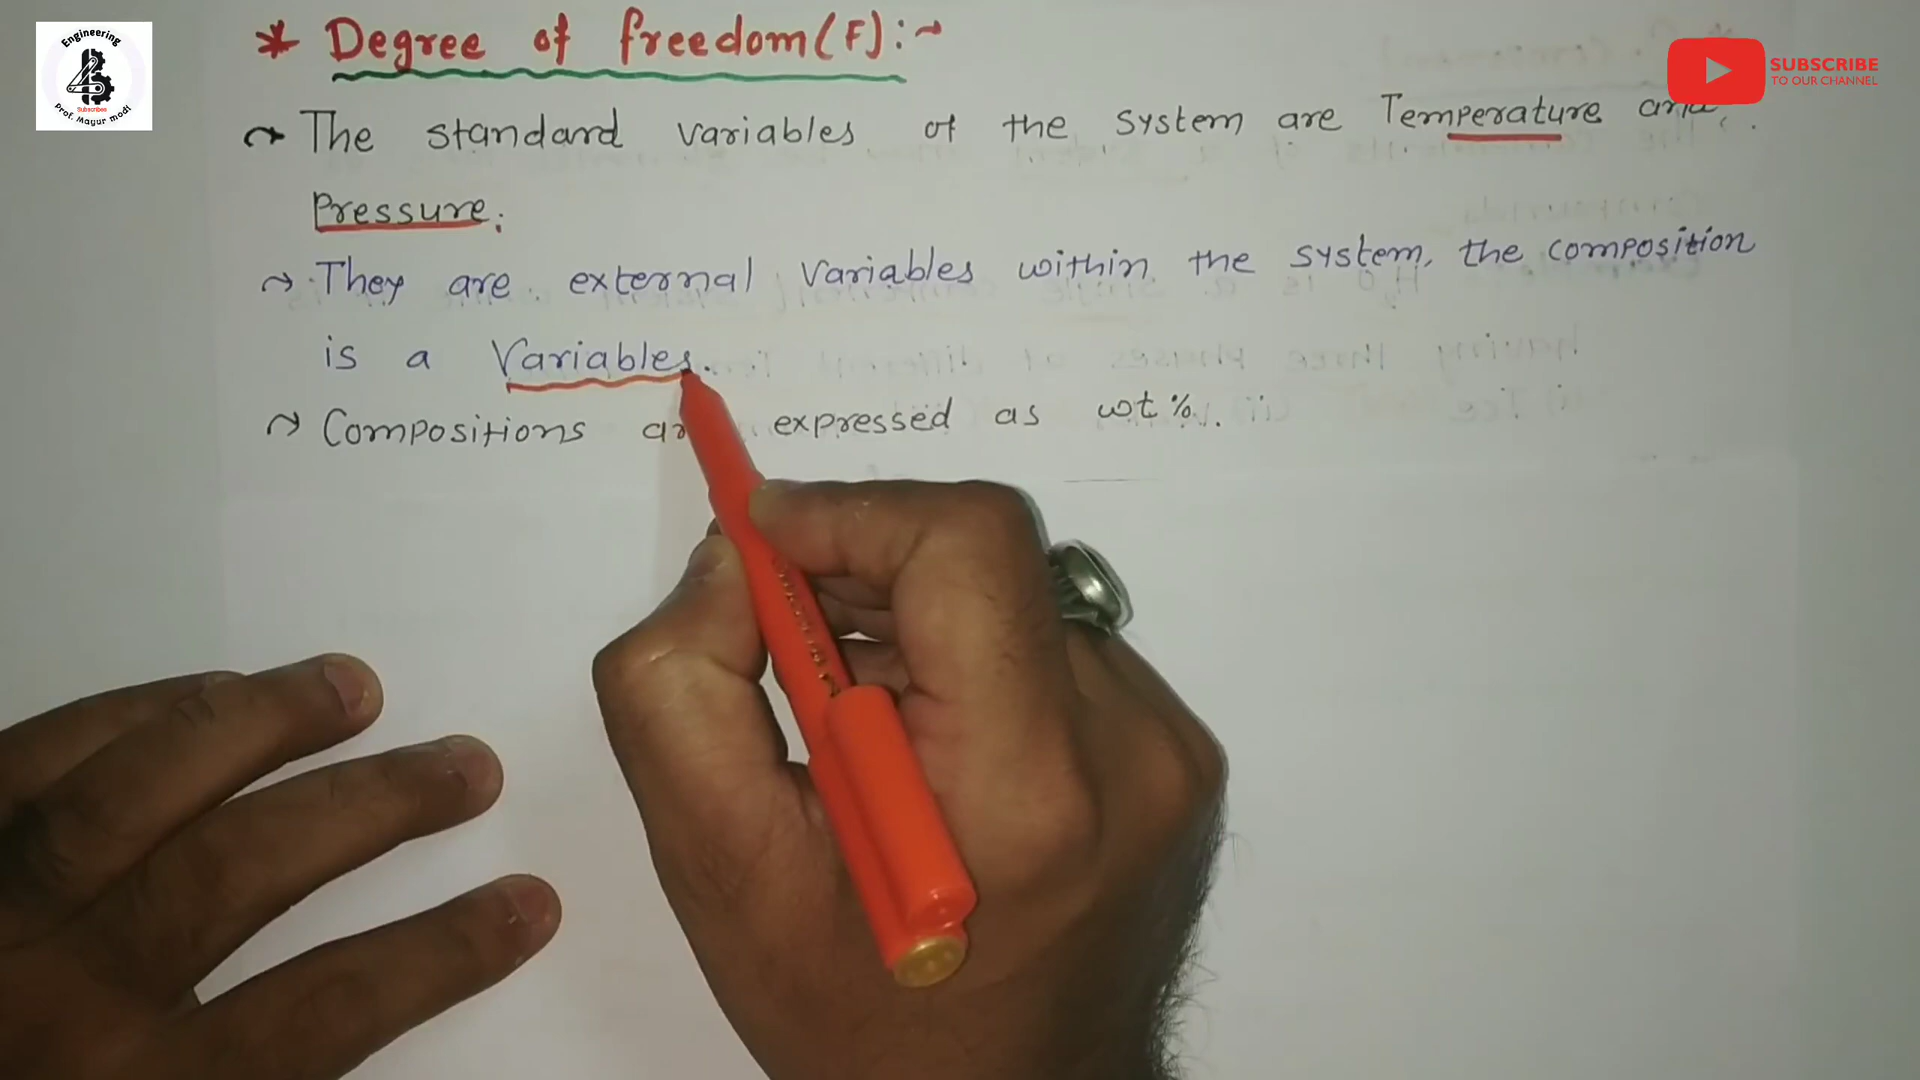 Engineering
Subscribes
Prof. Mayur modi
SUBSCRIBE
TO OUR CHANNEL
* Degree of freedom(F):-
The standard variables of the system are Temperature and
Pressure.
They are external variables within the system, the composition
is a Variables.
Compositions are expressed as wt%.